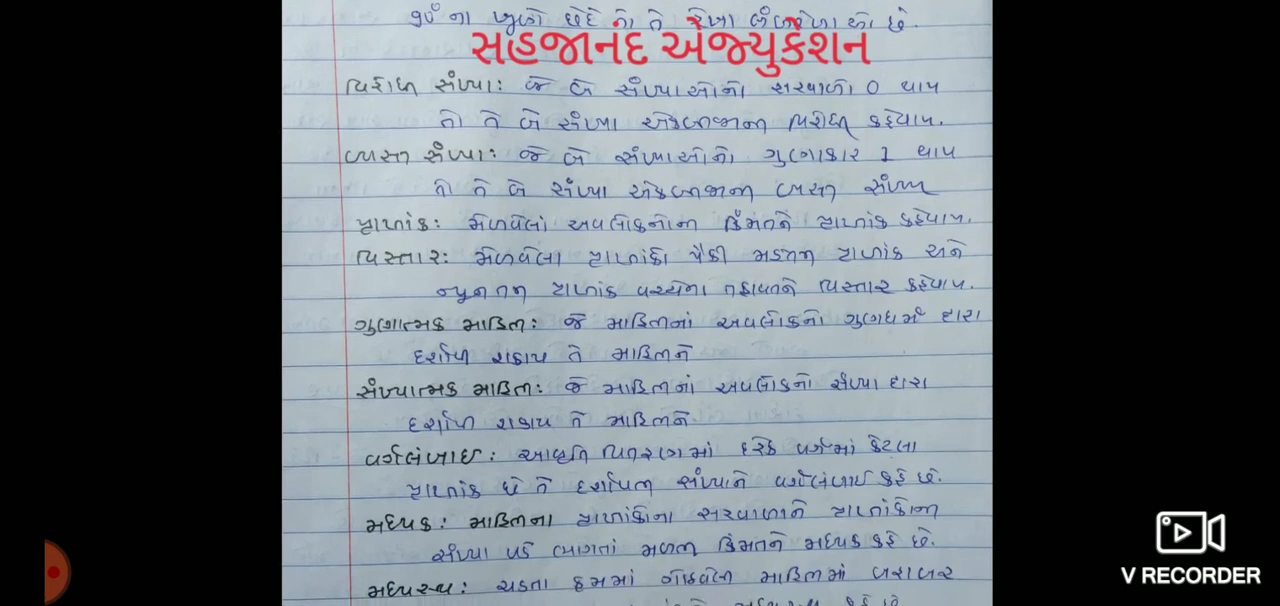 90° ના ખુણે છેદે તો તે રેખા લંબરેખા હો છે.
સહજાનદ એજ્યુકેશન
વિરોધી સંખ્યા: જે બે સંખ્યાઓનો સરવાળો 0 થાય
તો તે બે સંખ્યા એકબીજાની વિરોધી કહેવાય.
વ્યસ્ત સંખ્યા: જે બે સંખ્યાઓનો ગુણાકાર 1 થાય
તો તે બે સંખ્યા એકબીજાની વ્યસ્ત સંખ્યા
પ્રાપ્તાંક: મેળવેલાં અવલોકનોની કિંમતને પ્રાપ્તાંક કહેવાય.
વિસ્તાર: મેળવેલા પ્રાપ્તાંકો પૈકી મહત્તમ પ્રાપ્તાંક અને
ન્યૂનતમ પ્રાપ્તાંક વચ્ચેના તફાવતને વિસ્તાર કહેવાય.
ગુણાત્મક માહિતી: જે માહિતીનાં અવલોકનો ગુણધર્મ દ્વારા
દર્શાવી શકાય તે માહિતીને
સંખ્યાત્મક માહિતી: જે માહિતીનાં અવલોકનો સંખ્યા દ્વારા
દર્શાવી શકાય તે માહિતીને
વર્ગલંબાઈ: આવૃત્તિ વિતરણમાં દરેક વર્ગમાં કેટલા
પ્રાપ્તાંક છે તે દર્શાવતી સંખ્યાને વર્ગલંબાઈ કહે છે.
મધ્યક: માહિતીના પ્રાપ્તાંકોના સરવાળાને પ્રાપ્તાંકોની
સંખ્યા વડે ભાગતાં મળતી કિંમતને મધ્યક કહે છે.
મધ્યસ્થ: ચડતા ક્રમમાં ગોઠવેલી માહિતીમાં બરાબર
V RECORDER